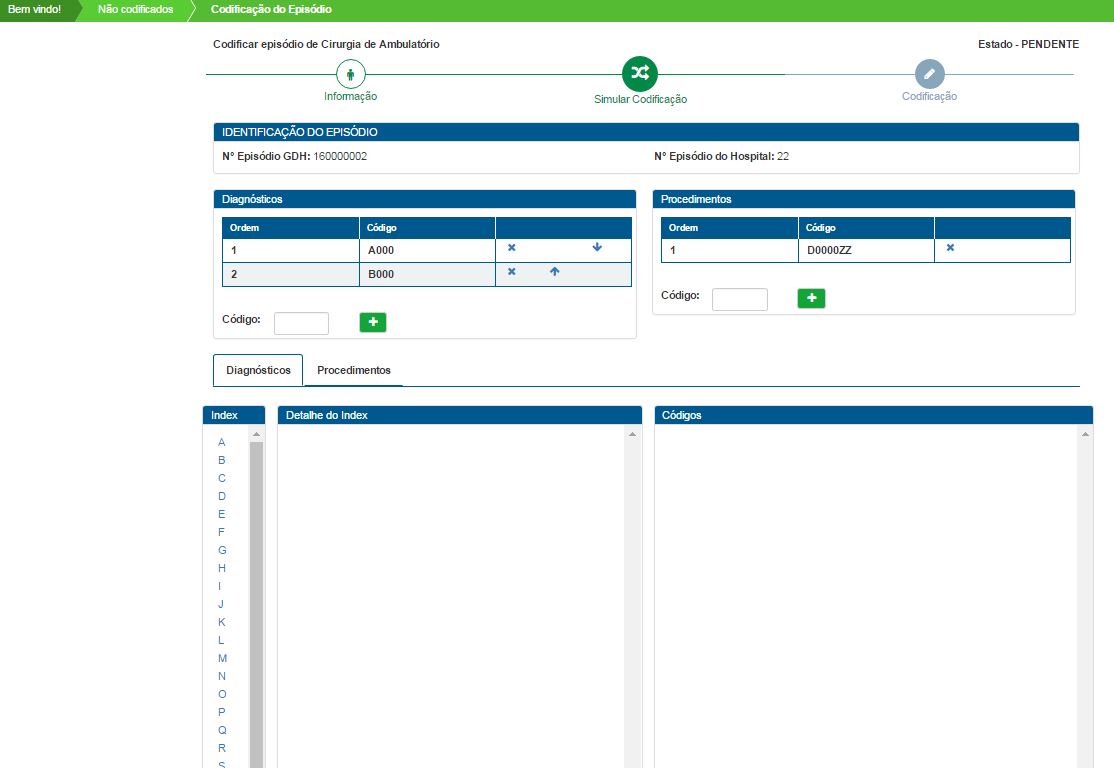 Bem vindo! Não codificados Codificação do Episódio
Codificar episódio de Cirurgia de Ambulatório Estado - PENDENTE
Informação Simular Codificação Codificação
IDENTIFICAÇÃO DO EPISÓDIO
Nº Episódio GDH: 160000002 Nº Episódio do Hospital: 22
Diagnósticos
Ordem Código
1 A000
2 B000
Código:
Procedimentos
Ordem Código
1 D0000ZZ
Código:
Diagnósticos Procedimentos
Index
A
B
C
D
E
F
G
H
I
J
K
L
M
N
O
P
Q
R
S
Detalhe do Index
Códigos